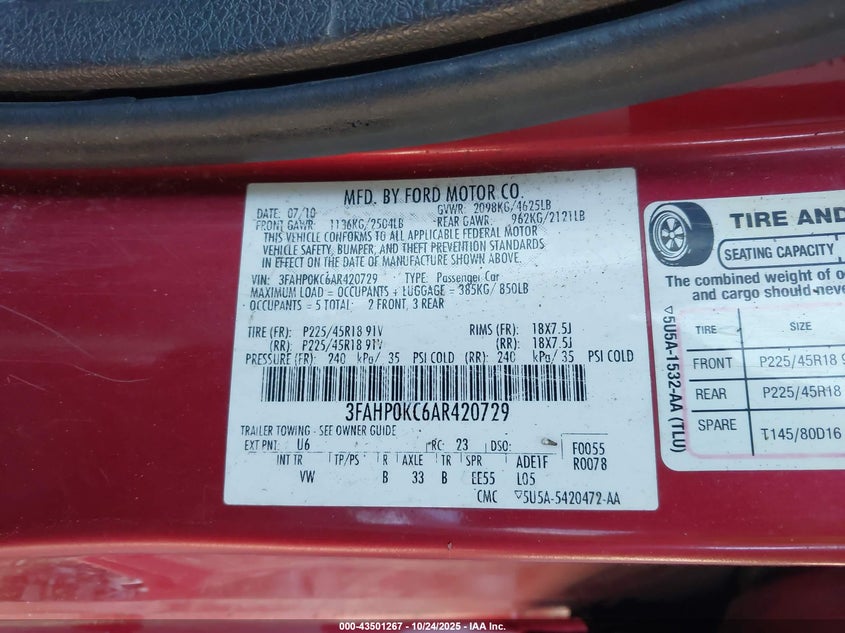 MFD. BY FORD MOTOR CO.
DATE: 07/10 GVWR: 2098KG/4625LB
FRONT GAWR: 1136KG/2504LB REAR GAWR: 962KG/2121LB
THIS VEHICLE CONFORMS TO ALL APPLICABLE FEDERAL MOTOR
VEHICLE SAFETY, BUMPER, AND THEFT PREVENTION STANDARDS
IN EFFECT ON THE DATE OF MANUFACTURE SHOWN ABOVE.
VIN: 3FAHP0KC6AR420729 TYPE: Passenger Car
MAXIMUM LOAD = OCCUPANTS + LUGGAGE = 385KG/850LB
OCCUPANTS = 5 TOTAL: 2 FRONT, 3 REAR
TIRE (FR): P225/45R18 91V RIMS (FR): 18X7.5J
(RR): P225/45R18 91V (RR): 18X7.5J
PRESSURE (FR): 240 kPa/35 PSI COLD (RR): 240 kPa/35 PSI COLD
3FAHP0KC6AR420729
TRAILER TOWING - SEE OWNER GUIDE
EXT PNT: U6 RC: 23 DSO: F0055
INT TR TP/PS R AXLE TR SPR ADE1F R0078
VW B 33 B EE55 L05
CMC ▽5U5A-5420472-AA
TIRE AND
SEATING CAPACITY
The combined weight of
and cargo should never
▽5U5A-1532-AA (TLU)
TIRE SIZE
FRONT P225/45R18
REAR P225/45R18
SPARE T145/80D16
000-43501267 • 10/24/2025 • IAA Inc.